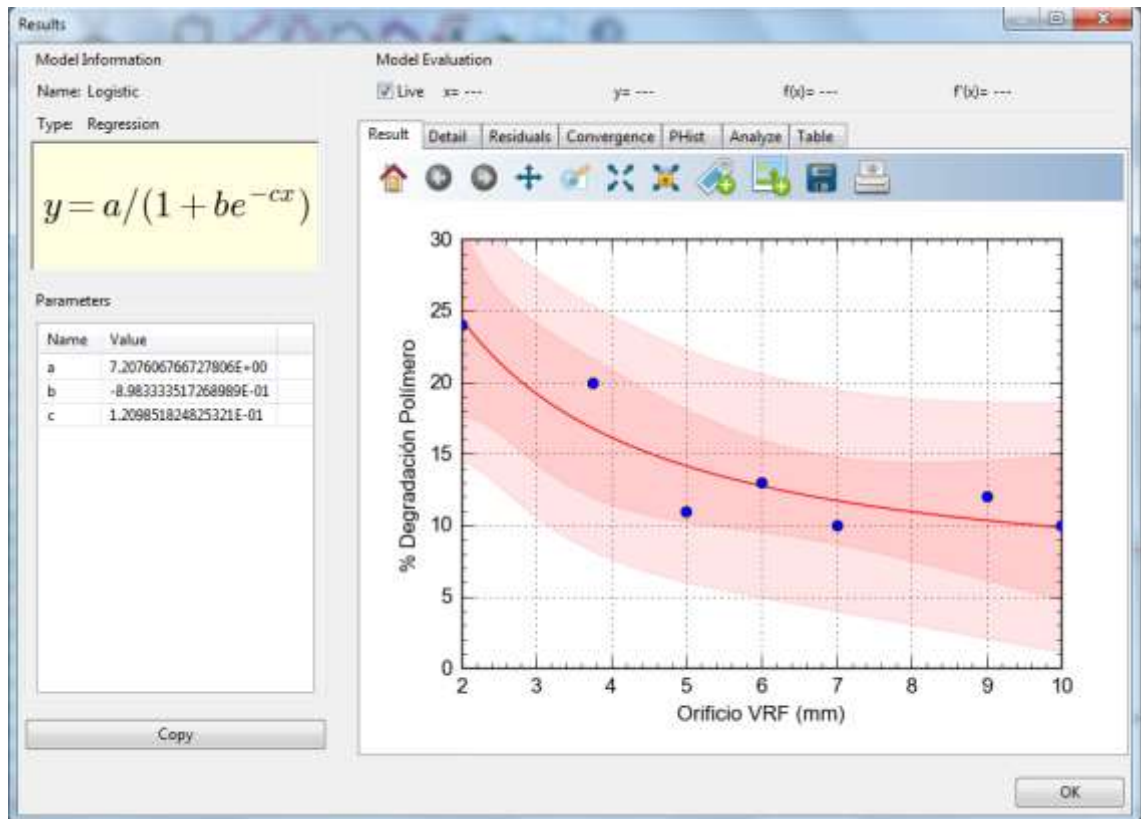 Results
Model Information
Name: Logistic
Type: Regression
y = a/(1 + be^{-cx})
Parameters
Name Value
a 7.207606766727806E+00
b -8.983333517268989E-01
c 1.209851824825321E-01
Copy
Model Evaluation
Live x= --- y= --- f(x)= --- f'(x)= ---
Result Detail Residuals Convergence PHist Analyze Table
30
25
20
15
10
5
0
% Degradación Polímero
2 3 4 5 6 7 8 9 10
Orificio VRF (mm)
OK